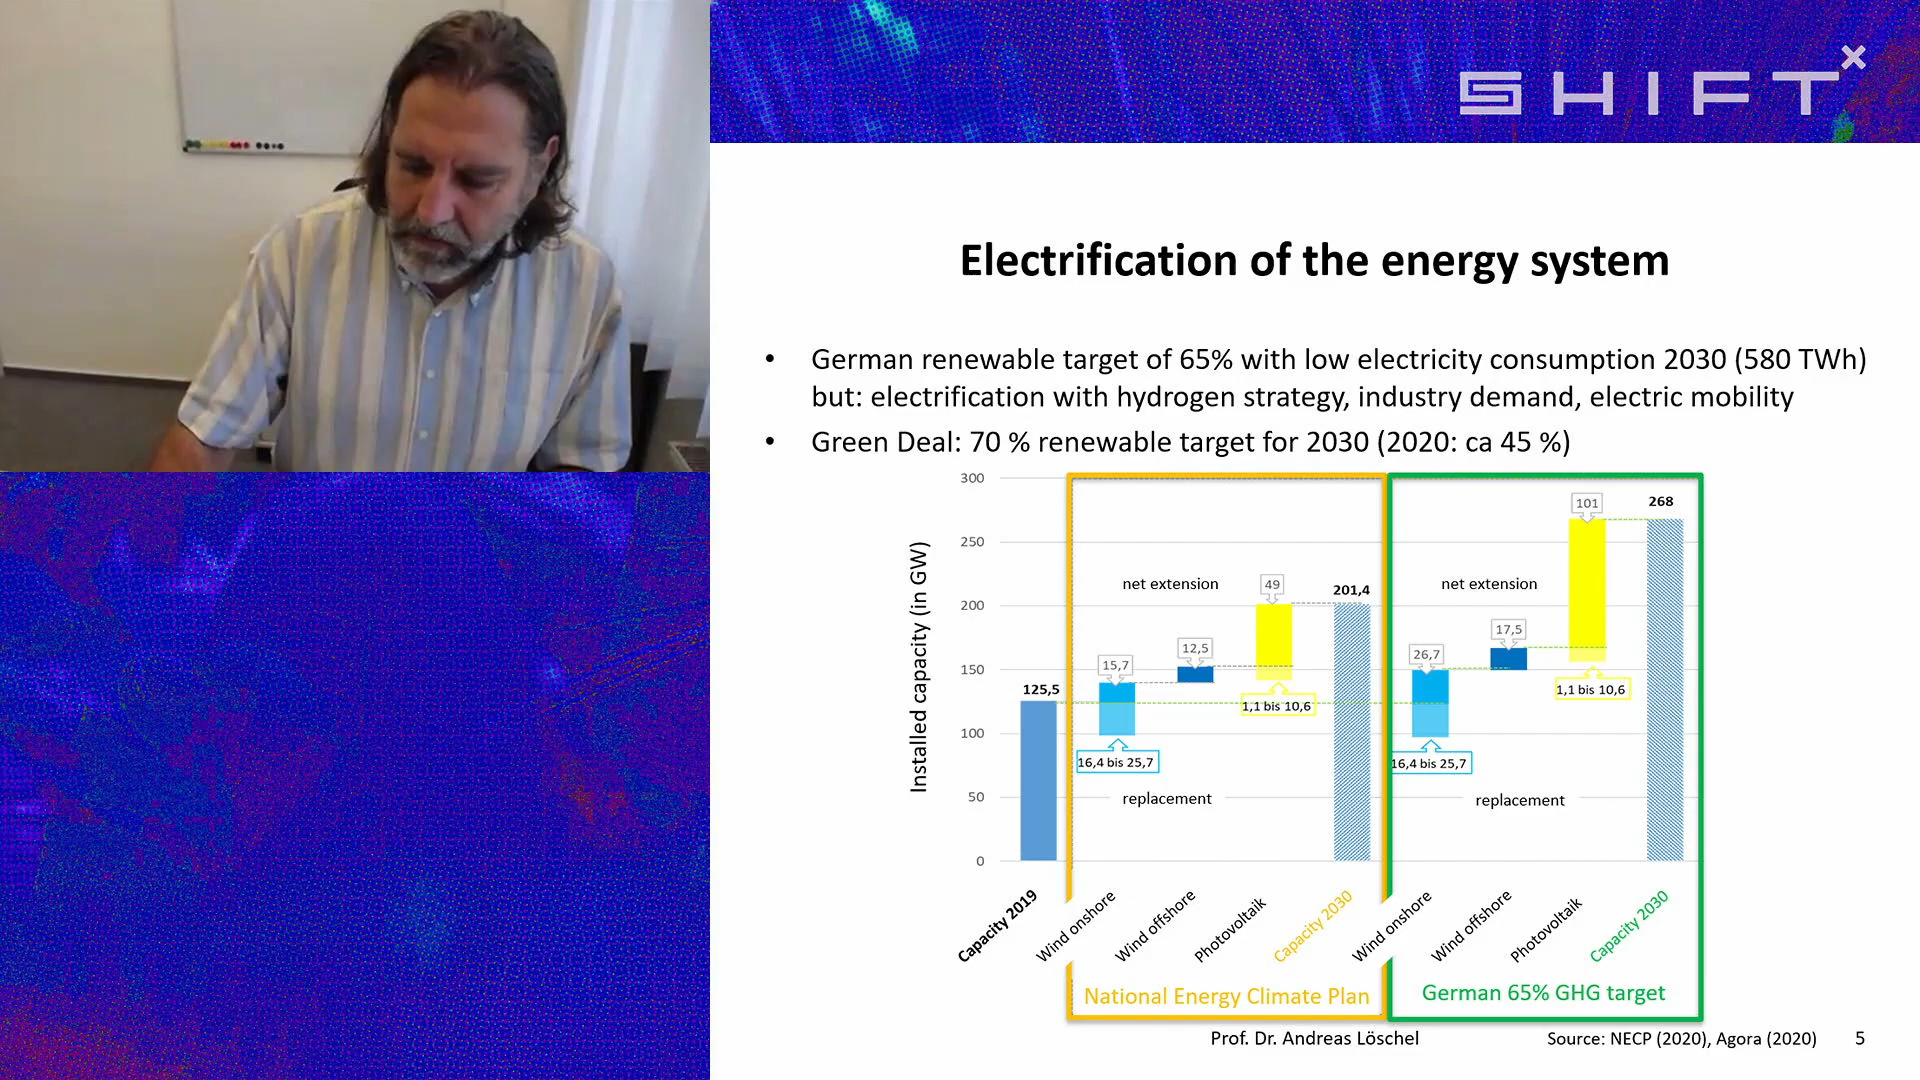 SHIFTx
Electrification of the energy system
• German renewable target of 65% with low electricity consumption 2030 (580 TWh)
but: electrification with hydrogen strategy, industry demand, electric mobility
• Green Deal: 70 % renewable target for 2030 (2020: ca 45 %)
Installed capacity (in GW)
300
250
200
150
100
50
0
125,5
net extension
15,7
12,5
49
201,4
16,4 bis 25,7
1,1 bis 10,6
replacement
net extension
26,7
17,5
101
268
16,4 bis 25,7
1,1 bis 10,6
replacement
Capacity 2019
Wind onshore
Wind offshore
Photovoltaik
Capacity 2030
Wind onshore
Wind offshore
Photovoltaik
Capacity 2030
National Energy Climate Plan
German 65% GHG target
Prof. Dr. Andreas Löschel
Source: NECP (2020), Agora (2020)
5